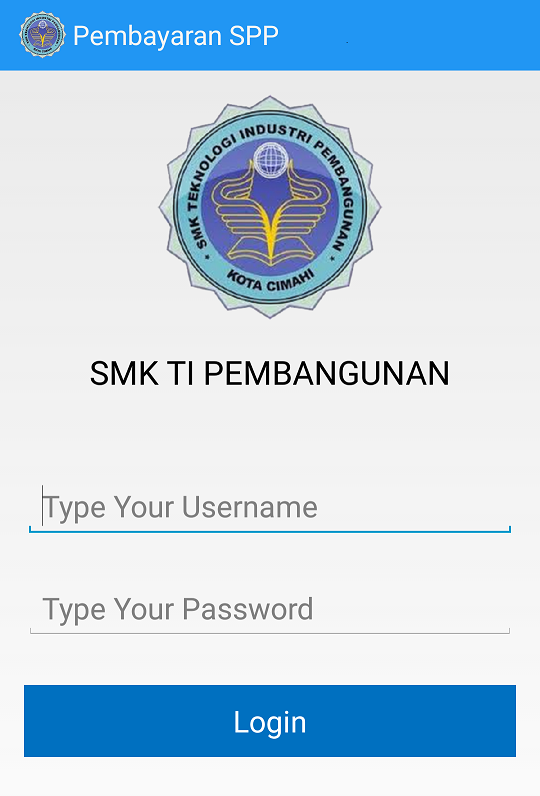 Pembayaran SPP
SMK TEKNOLOGI INDUSTRI PEMBANGUNAN
KOTA CIMAHI
SMK TI PEMBANGUNAN
Type Your Username
Type Your Password
Login